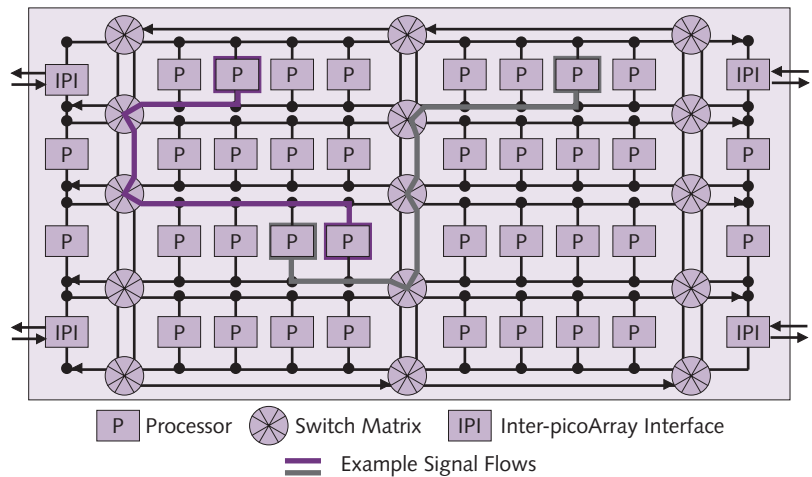 IPI P P P P P P P P IPI
P P P P P P P P P P
P P P P P P P P P P
IPI P P P P P P P P IPI
P Processor Switch Matrix IPI Inter-picoArray Interface
Example Signal Flows